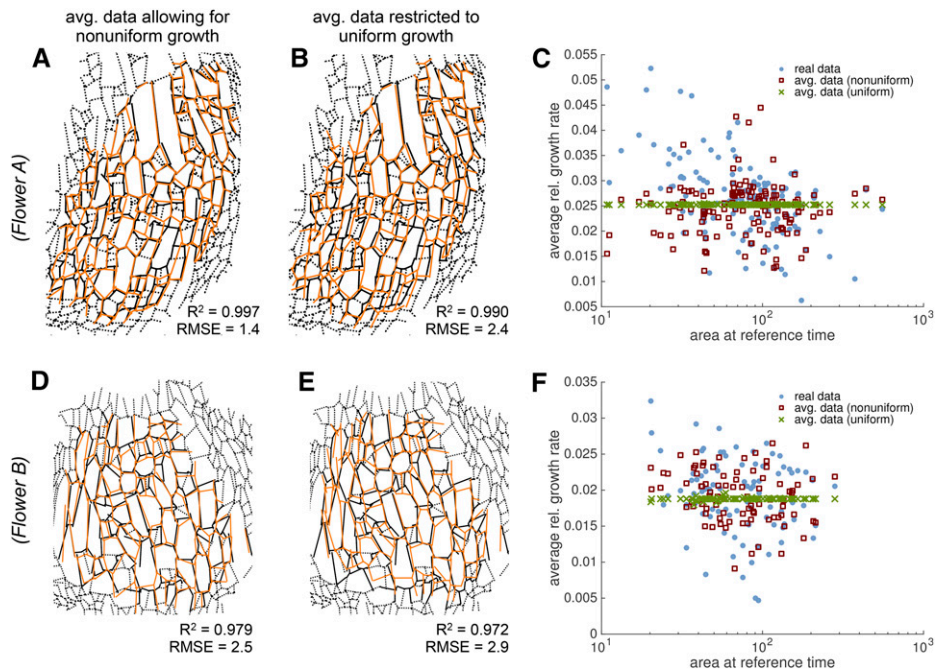 avg. data allowing for
nonuniform growth
avg. data restricted to
uniform growth
A
B
C
(Flower A)
R² = 0.997
RMSE = 1.4
R² = 0.990
RMSE = 2.4
average rel. growth rate
0.055
0.05
0.045
0.04
0.035
0.03
0.025
0.02
0.015
0.01
0.005
real data
avg. data (nonuniform)
avg. data (uniform)
10¹
10²
10³
area at reference time
D
E
F
(Flower B)
R² = 0.979
RMSE = 2.5
R² = 0.972
RMSE = 2.9
average rel. growth rate
0.035
0.03
0.025
0.02
0.015
0.01
0.005
0
real data
avg. data (nonuniform)
avg. data (uniform)
10¹
10²
10³
area at reference time